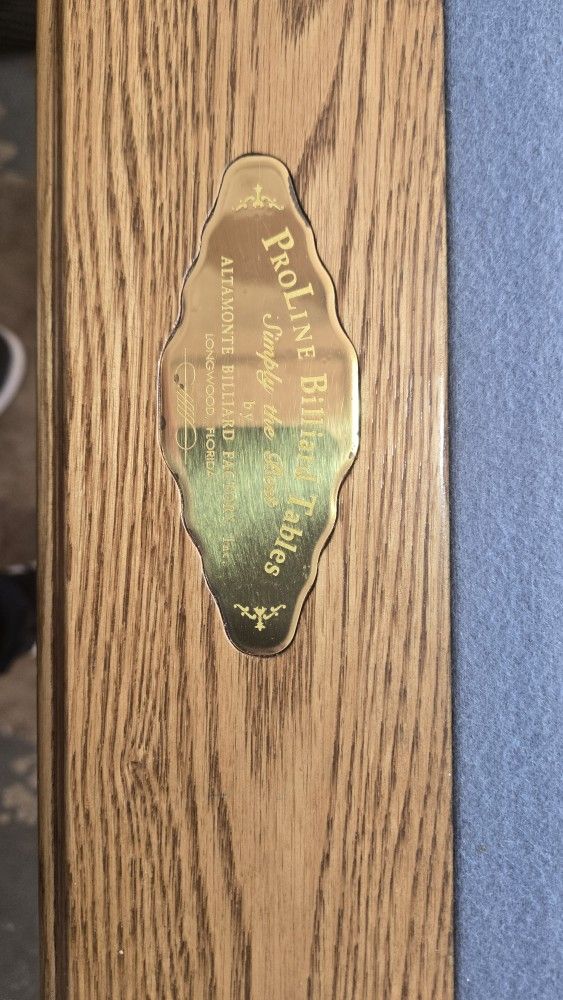 ProLine Billiard Tables
Simply the Best
by
ALTAMONTE BILLIARD FACTORY, Inc.
LONGWOOD, FLORIDA